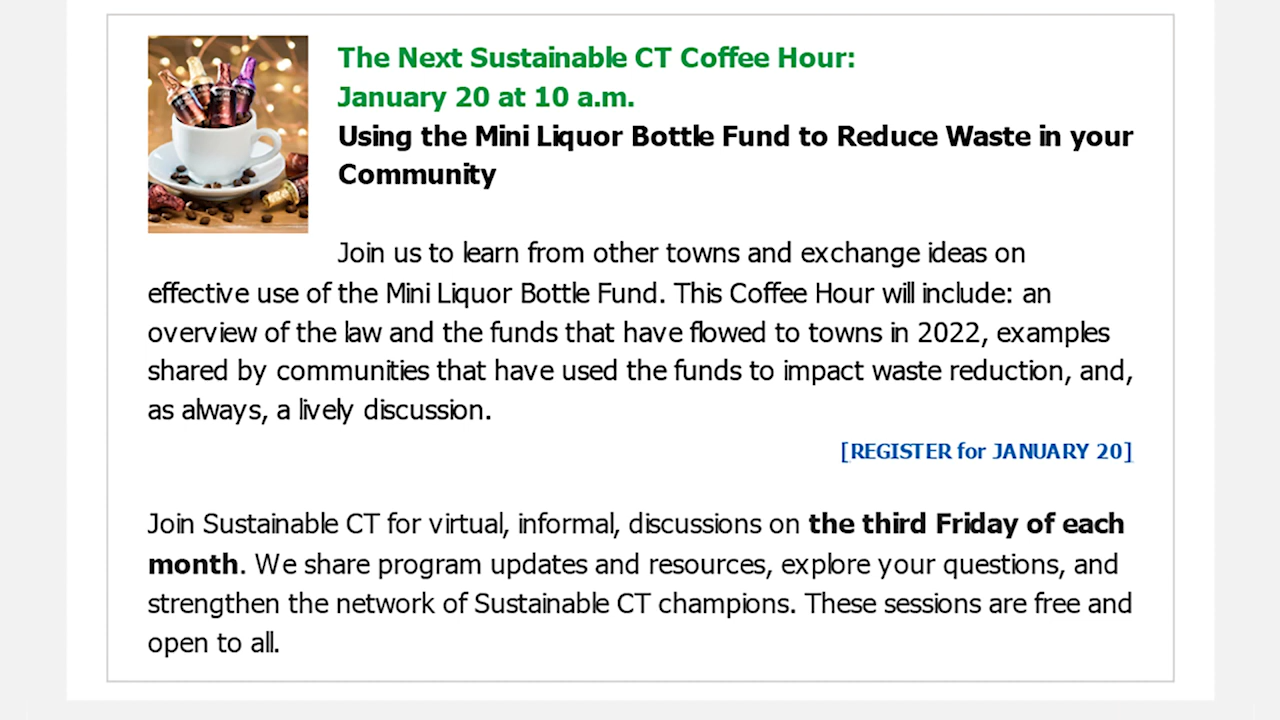 The Next Sustainable CT Coffee Hour:
January 20 at 10 a.m.
Using the Mini Liquor Bottle Fund to Reduce Waste in your
Community
Join us to learn from other towns and exchange ideas on
effective use of the Mini Liquor Bottle Fund. This Coffee Hour will include: an
overview of the law and the funds that have flowed to towns in 2022, examples
shared by communities that have used the funds to impact waste reduction, and,
as always, a lively discussion.
[REGISTER for JANUARY 20]
Join Sustainable CT for virtual, informal, discussions on the third Friday of each
month. We share program updates and resources, explore your questions, and
strengthen the network of Sustainable CT champions. These sessions are free and
open to all.